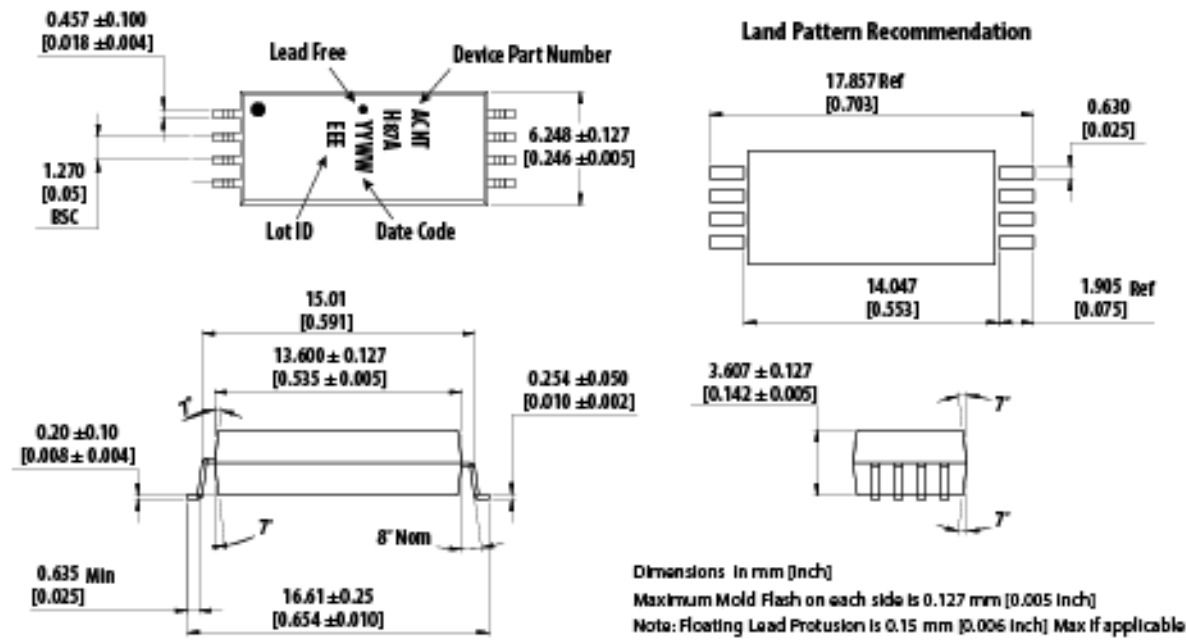 0.457 ±0.100
[0.018 ±0.004]
Lead Free
Device Part Number
ACNT
H87A
YYWW
EEE
6.248 ±0.127
[0.246 ±0.005]
1.270
[0.05]
BSC
Lot ID
Date Code
Land Pattern Recommendation
17.857 Ref
[0.703]
0.630
[0.025]
14.047
[0.553]
1.905 Ref
[0.075]
15.01
[0.591]
13.600 ± 0.127
[0.535 ± 0.005]
0.254 ±0.050
[0.010 ±0.002]
7°
0.20 ±0.10
[0.008 ± 0.004]
7°
8° Nom
0.635 Min
[0.025]
16.61 ±0.25
[0.654 ±0.010]
3.607 ± 0.127
[0.142 ± 0.005]
7°
7°
Dimensions in mm [inch]
Maximum Mold Flash on each side is 0.127 mm [0.005 inch]
Note: Floating Lead Protusion is 0.15 mm [0.006 inch] Max if applicable